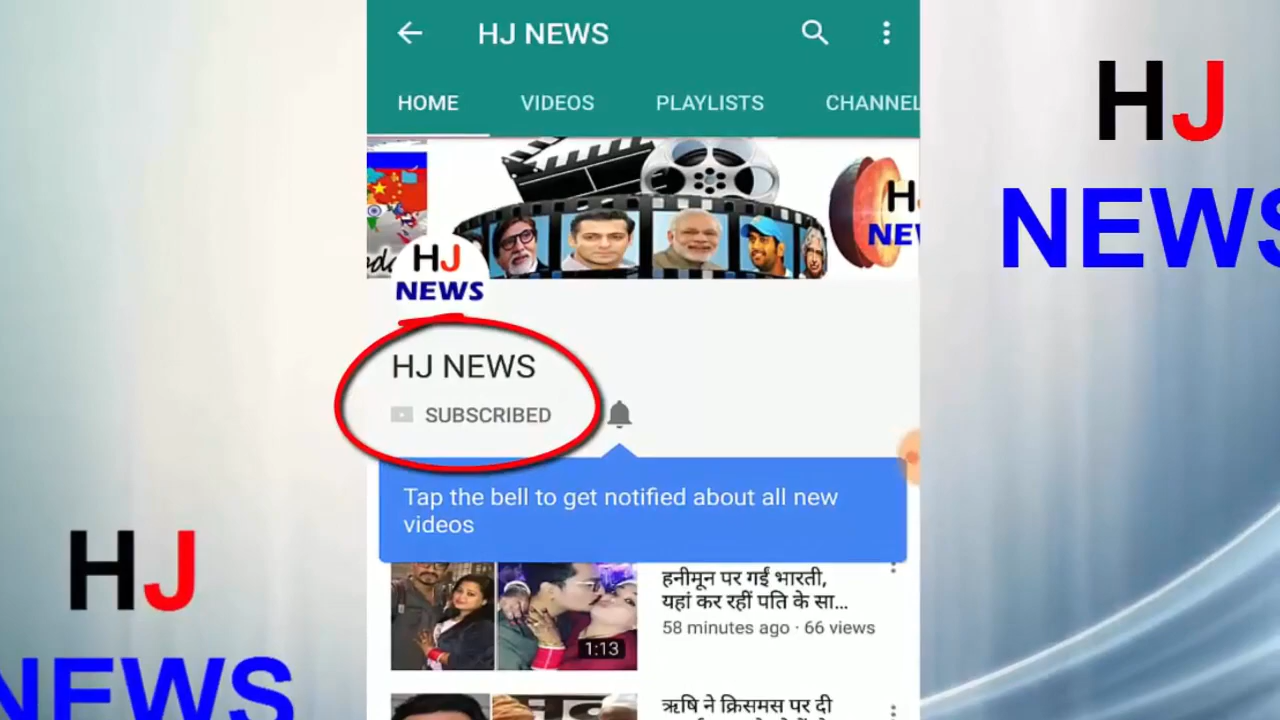 HJ NEWS
HOME VIDEOS PLAYLISTS CHANNEL
HJ
NEWS
HJ
NEWS
HJ NEWS
SUBSCRIBED
Tap the bell to get notified about all new
videos
हनीमून पर गईं भारती,
यहां कर रहीं पति के सा...
58 minutes ago · 66 views
1:13
ऋषि ने क्रिसमस पर दी
HJ
NEWS